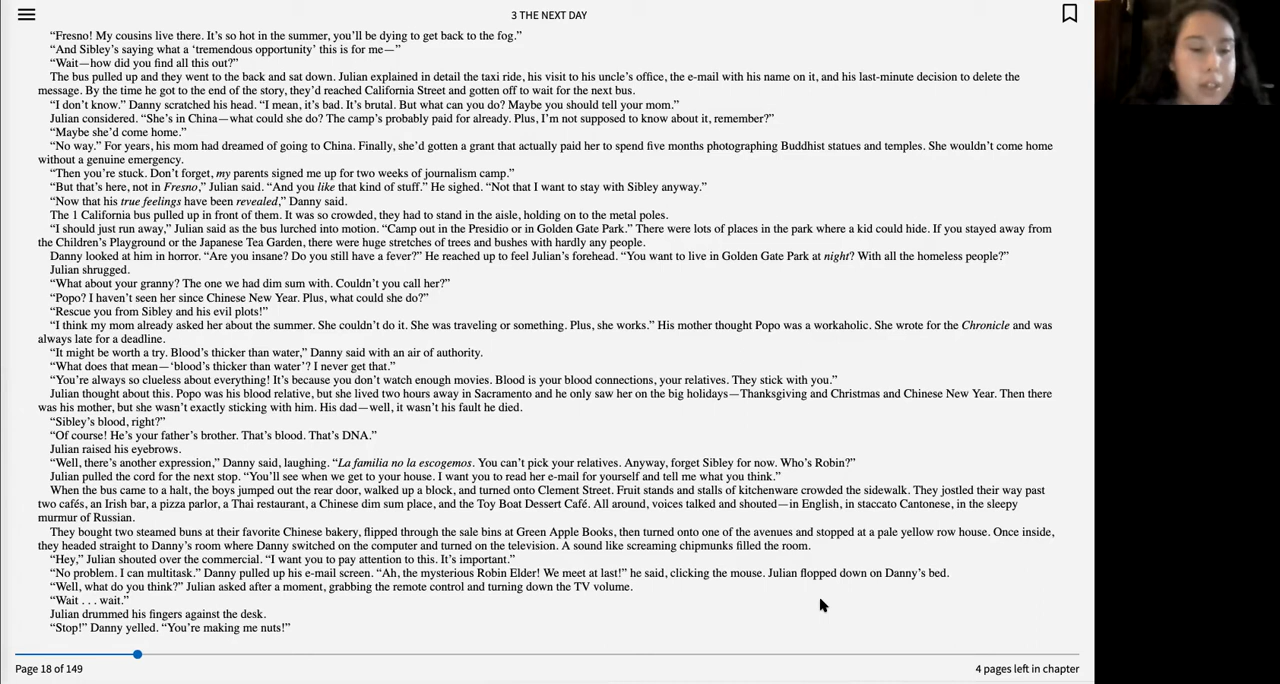 3 THE NEXT DAY
“Fresno! My cousins live there. It’s so hot in the summer, you’ll be dying to get back to the fog.”
“And Sibley’s saying what a ‘tremendous opportunity’ this is for me—”
“Wait—how did you find all this out?”
The bus pulled up and they went to the back and sat down. Julian explained in detail the taxi ride, his visit to his uncle’s office, the e-mail with his name on it, and his last-minute decision to delete the
message. By the time he got to the end of the story, they’d reached California Street and gotten off to wait for the next bus.
“I don’t know.” Danny scratched his head. “I mean, it’s bad. It’s brutal. But what can you do? Maybe you should tell your mom.”
Julian considered. “She’s in China—what could she do? The camp’s probably paid for already. Plus, I’m not supposed to know about it, remember?”
“Maybe she’d come home.”
“No way.” For years, his mom had dreamed of going to China. Finally, she’d gotten a grant that actually paid her to spend five months photographing Buddhist statues and temples. She wouldn’t come home
without a genuine emergency.
“Then you’re stuck. Don’t forget, my parents signed me up for two weeks of journalism camp.”
“But that’s here, not in Fresno,” Julian said. “And you like that kind of stuff.” He sighed. “Not that I want to stay with Sibley anyway.”
“Now that his true feelings have been revealed,” Danny said.
The 1 California bus pulled up in front of them. It was so crowded, they had to stand in the aisle, holding on to the metal poles.
“I should just run away,” Julian said as the bus lurched into motion. “Camp out in the Presidio or in Golden Gate Park.” There were lots of places in the park where a kid could hide. If you stayed away from
the Children’s Playground or the Japanese Tea Garden, there were huge stretches of trees and bushes with hardly any people.
Danny looked at him in horror. “Are you insane? Do you still have a fever?” He reached up to feel Julian’s forehead. “You want to live in Golden Gate Park at night? With all the homeless people?”
Julian shrugged.
“What about your granny? The one we had dim sum with. Couldn’t you call her?”
“Popo? I haven’t seen her since Chinese New Year. Plus, what could she do?”
“Rescue you from Sibley and his evil plots!”
“I think my mom already asked her about the summer. She couldn’t do it. She was traveling or something. Plus, she works.” His mother thought Popo was a workaholic. She wrote for the Chronicle and was
always late for a deadline.
“It might be worth a try. Blood’s thicker than water,” Danny said with an air of authority.
“What does that mean—‘blood’s thicker than water’? I never get that.”
“You’re always so clueless about everything! It’s because you don’t watch enough movies. Blood is your blood connections, your relatives. They stick with you.”
Julian thought about this. Popo was his blood relative, but she lived two hours away in Sacramento and he only saw her on the big holidays—Thanksgiving and Christmas and Chinese New Year. Then there
was his mother, but she wasn’t exactly sticking with him. His dad—well, it wasn’t his fault he died.
“Sibley’s blood, right?”
“Of course! He’s your father’s brother. That’s blood. That’s DNA.”
Julian raised his eyebrows.
“Well, there’s another expression,” Danny said, laughing. “La familia no la escogemos. You can’t pick your relatives. Anyway, forget Sibley for now. Who’s Robin?”
Julian pulled the cord for the next stop. “You’ll see when we get to your house. I want you to read her e-mail for yourself and tell me what you think.”
When the bus came to a halt, the boys jumped out the rear door, walked up a block, and turned onto Clement Street. Fruit stands and stalls of kitchenware crowded the sidewalk. They jostled their way past
two cafés, an Irish bar, a pizza parlor, a Thai restaurant, a Chinese dim sum place, and the Toy Boat Dessert Café. All around, voices talked and shouted—in English, in staccato Cantonese, in the sleepy
murmur of Russian.
They bought two steamed buns at their favorite Chinese bakery, flipped through the sale bins at Green Apple Books, then turned onto one of the avenues and stopped at a pale yellow row house. Once inside,
they headed straight to Danny’s room where Danny switched on the computer and turned on the television. A sound like screaming chipmunks filled the room.
“Hey,” Julian shouted over the commercial. “I want you to pay attention to this. It’s important.”
“No problem. I can multitask.” Danny pulled up his e-mail screen. “Ah, the mysterious Robin Elder! We meet at last!” he said, clicking the mouse. Julian flopped down on Danny’s bed.
“Well, what do you think?” Julian asked after a moment, grabbing the remote control and turning down the TV volume.
“Wait . . . wait.”
Julian drummed his fingers against the desk.
“Stop!” Danny yelled. “You’re making me nuts!”
Page 18 of 149
4 pages left in chapter